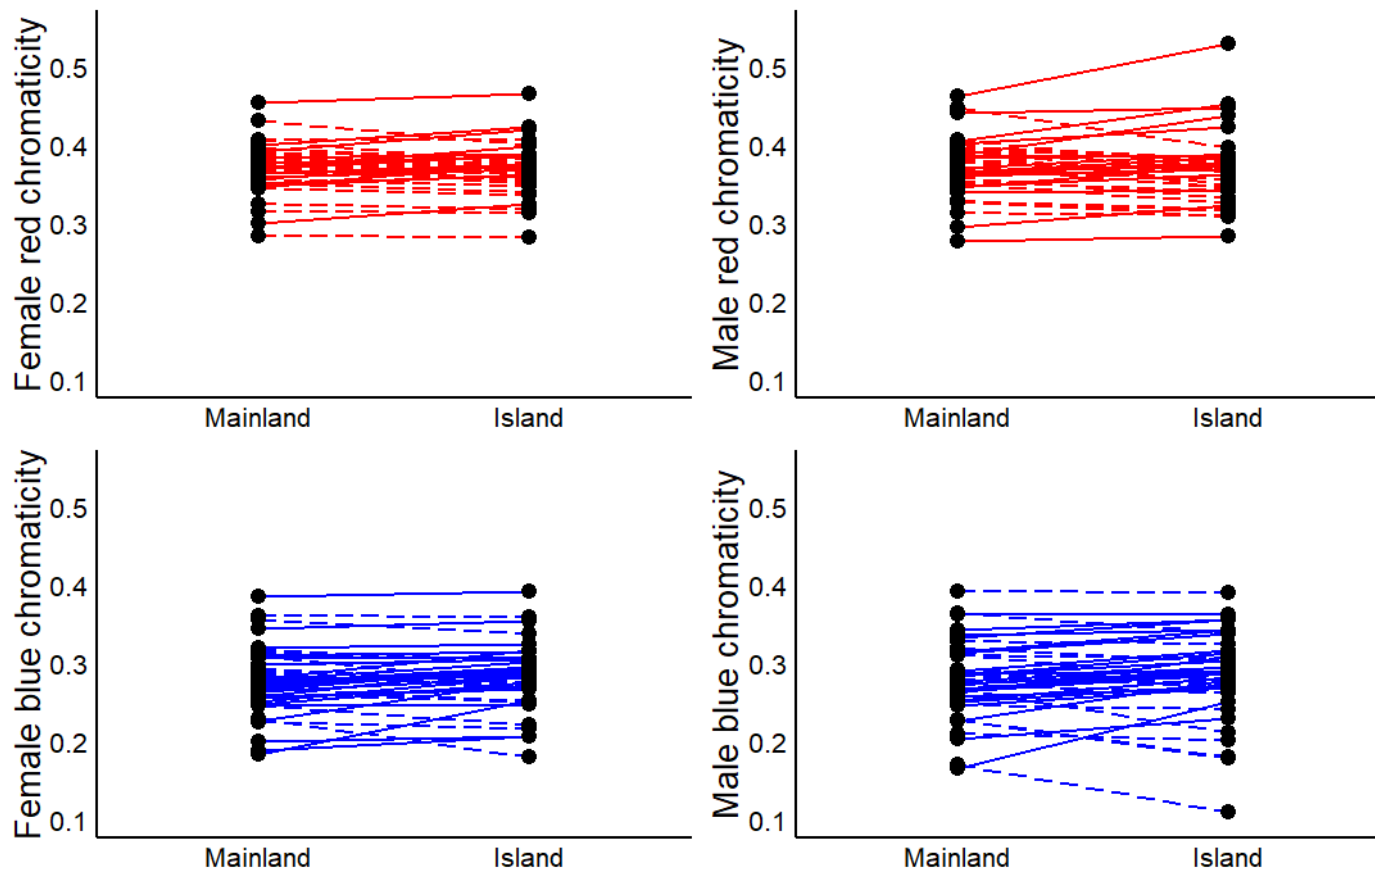 Female red chromaticity
0.5
0.4
0.3
0.2
0.1
Mainland Island
Male red chromaticity
0.5
0.4
0.3
0.2
0.1
Mainland Island
Female blue chromaticity
0.5
0.4
0.3
0.2
0.1
Mainland Island
Male blue chromaticity
0.5
0.4
0.3
0.2
0.1
Mainland Island